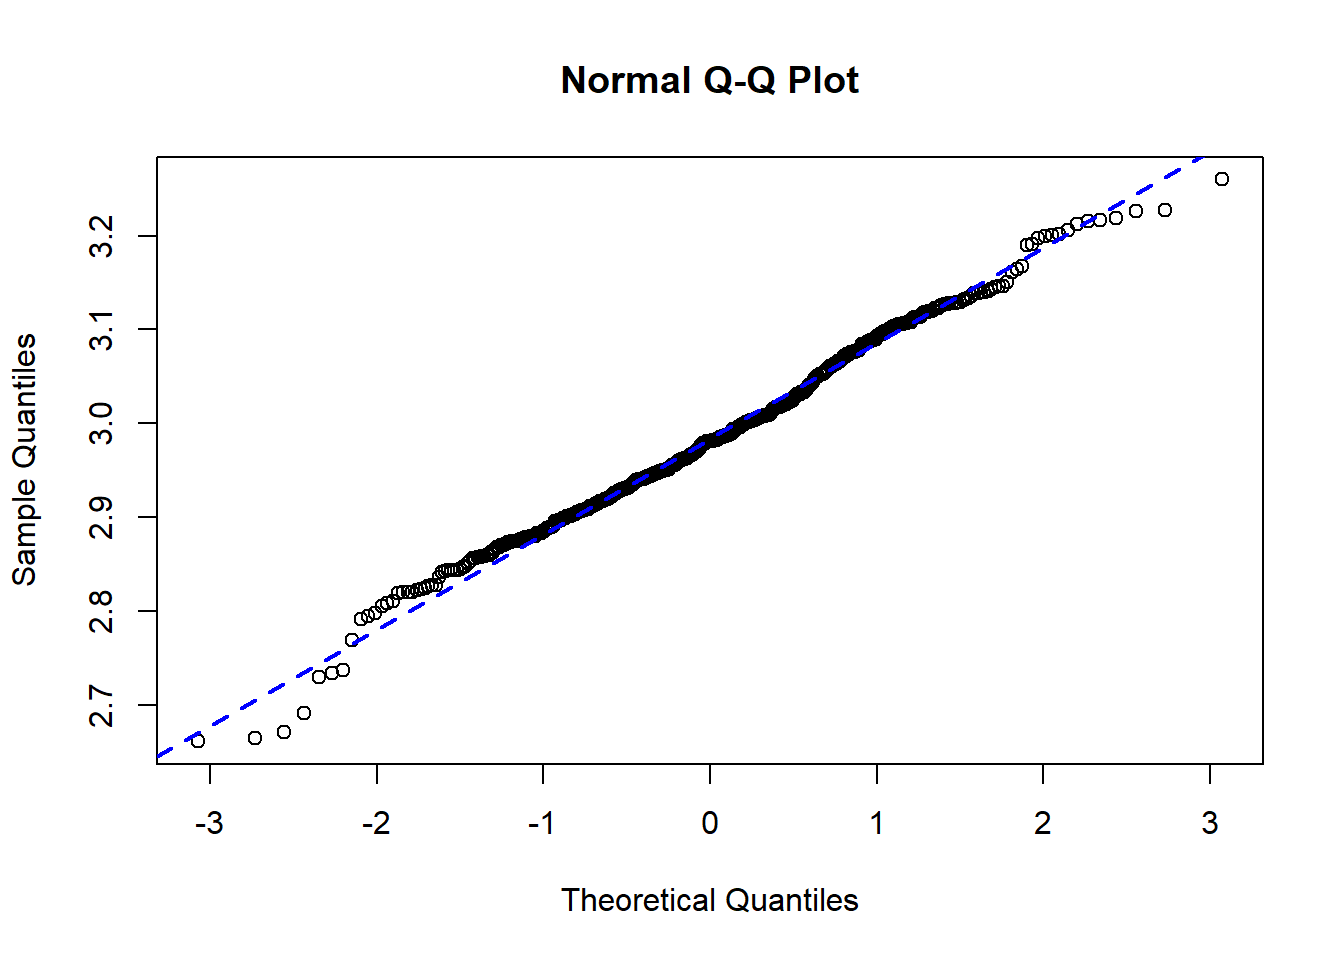 Normal Q-Q Plot
Sample Quantiles
3.2
3.1
3.0
2.9
2.8
2.7
-3 -2 -1 0 1 2 3
Theoretical Quantiles